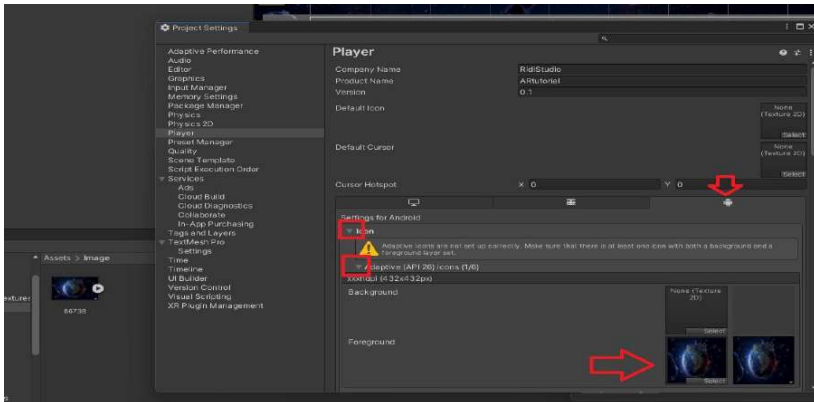 Project Settings
Adaptive Performance
Audio
Editor
Graphics
Input Manager
Memory Settings
Package Manager
Physics
Physics 2D
Player
Preset Manager
Quality
Scene Template
Script Execution Order
Services
Ads
Cloud Build
Cloud Diagnostics
Collaborate
In-App Purchasing
Tags and Layers
TextMesh Pro
Settings
Time
Timeline
UI Builder
Version Control
Visual Scripting
XR Plugin Management
Player
Company Name RidiStudio
Product Name ARtutoriel
Version 0.1
Default Icon
None
(Texture 2D)
Select
Default Cursor
None
(Texture 2D)
Select
Cursor Hotspot X 0 Y 0
Settings for Android
Icon
Adaptive icons are not set up correctly. Make sure that there is at least one icon with both a background and a
foreground layer set.
Adaptive (API 26) icons (1/6)
xxxhdpi (432x432px)
Background
None (Texture
2D)
Select
Foreground
Select
Assets > Image
extures
86738